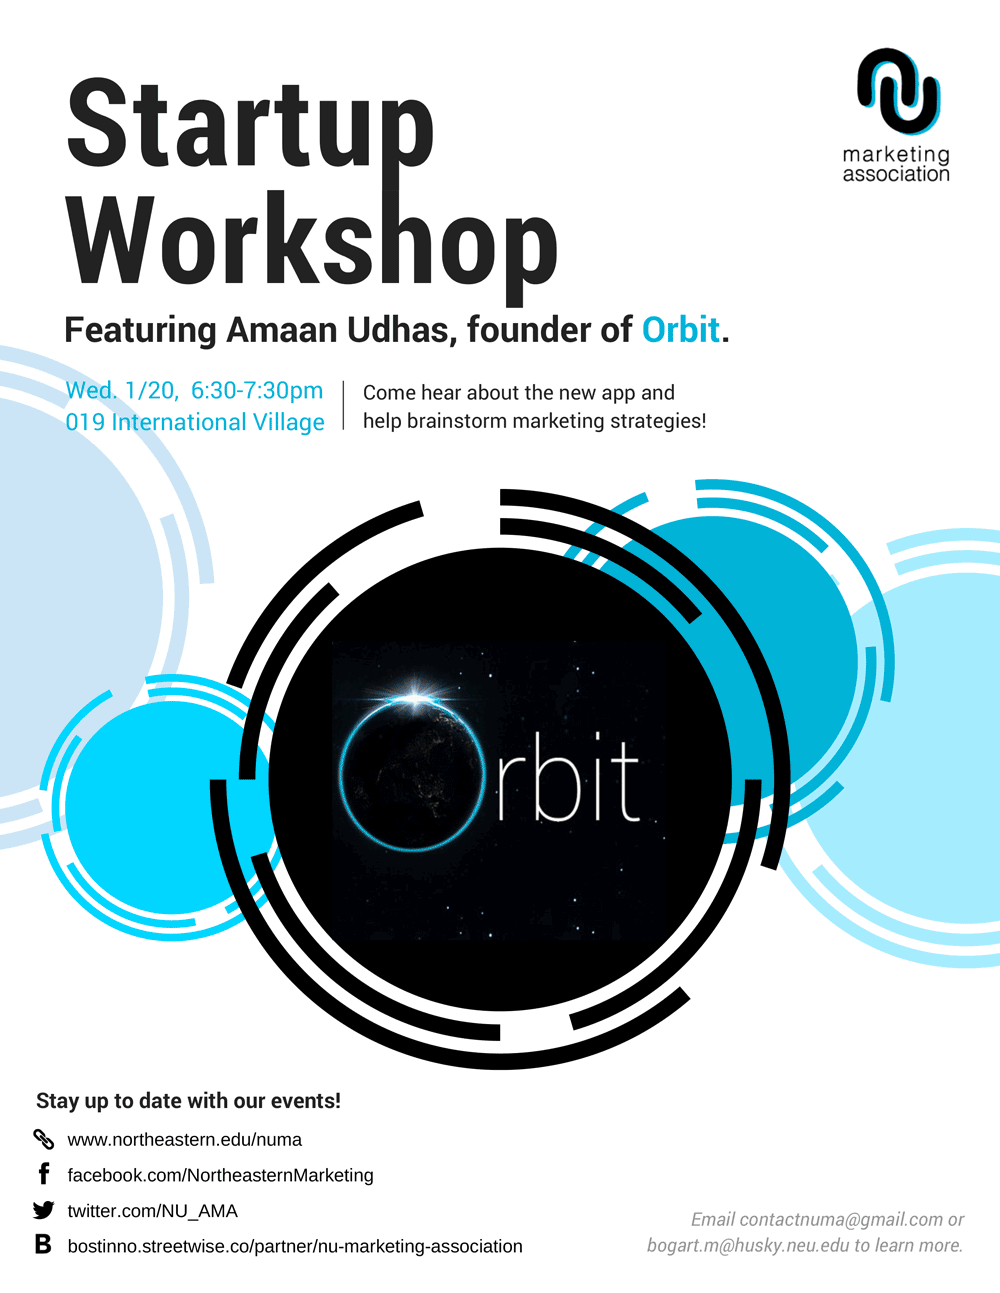 Startup
Workshop
marketing
association
Featuring Amaan Udhas, founder of Orbit.
Wed. 1/20, 6:30-7:30pm
019 International Village
Come hear about the new app and
help brainstorm marketing strategies!
Orbit
Stay up to date with our events!
www.northeastern.edu/numa
facebook.com/NortheasternMarketing
twitter.com/NU_AMA
B bostinno.streetwise.co/partner/nu-marketing-association
Email contactnuma@gmail.com or
bogart.m@husky.neu.edu to learn more.